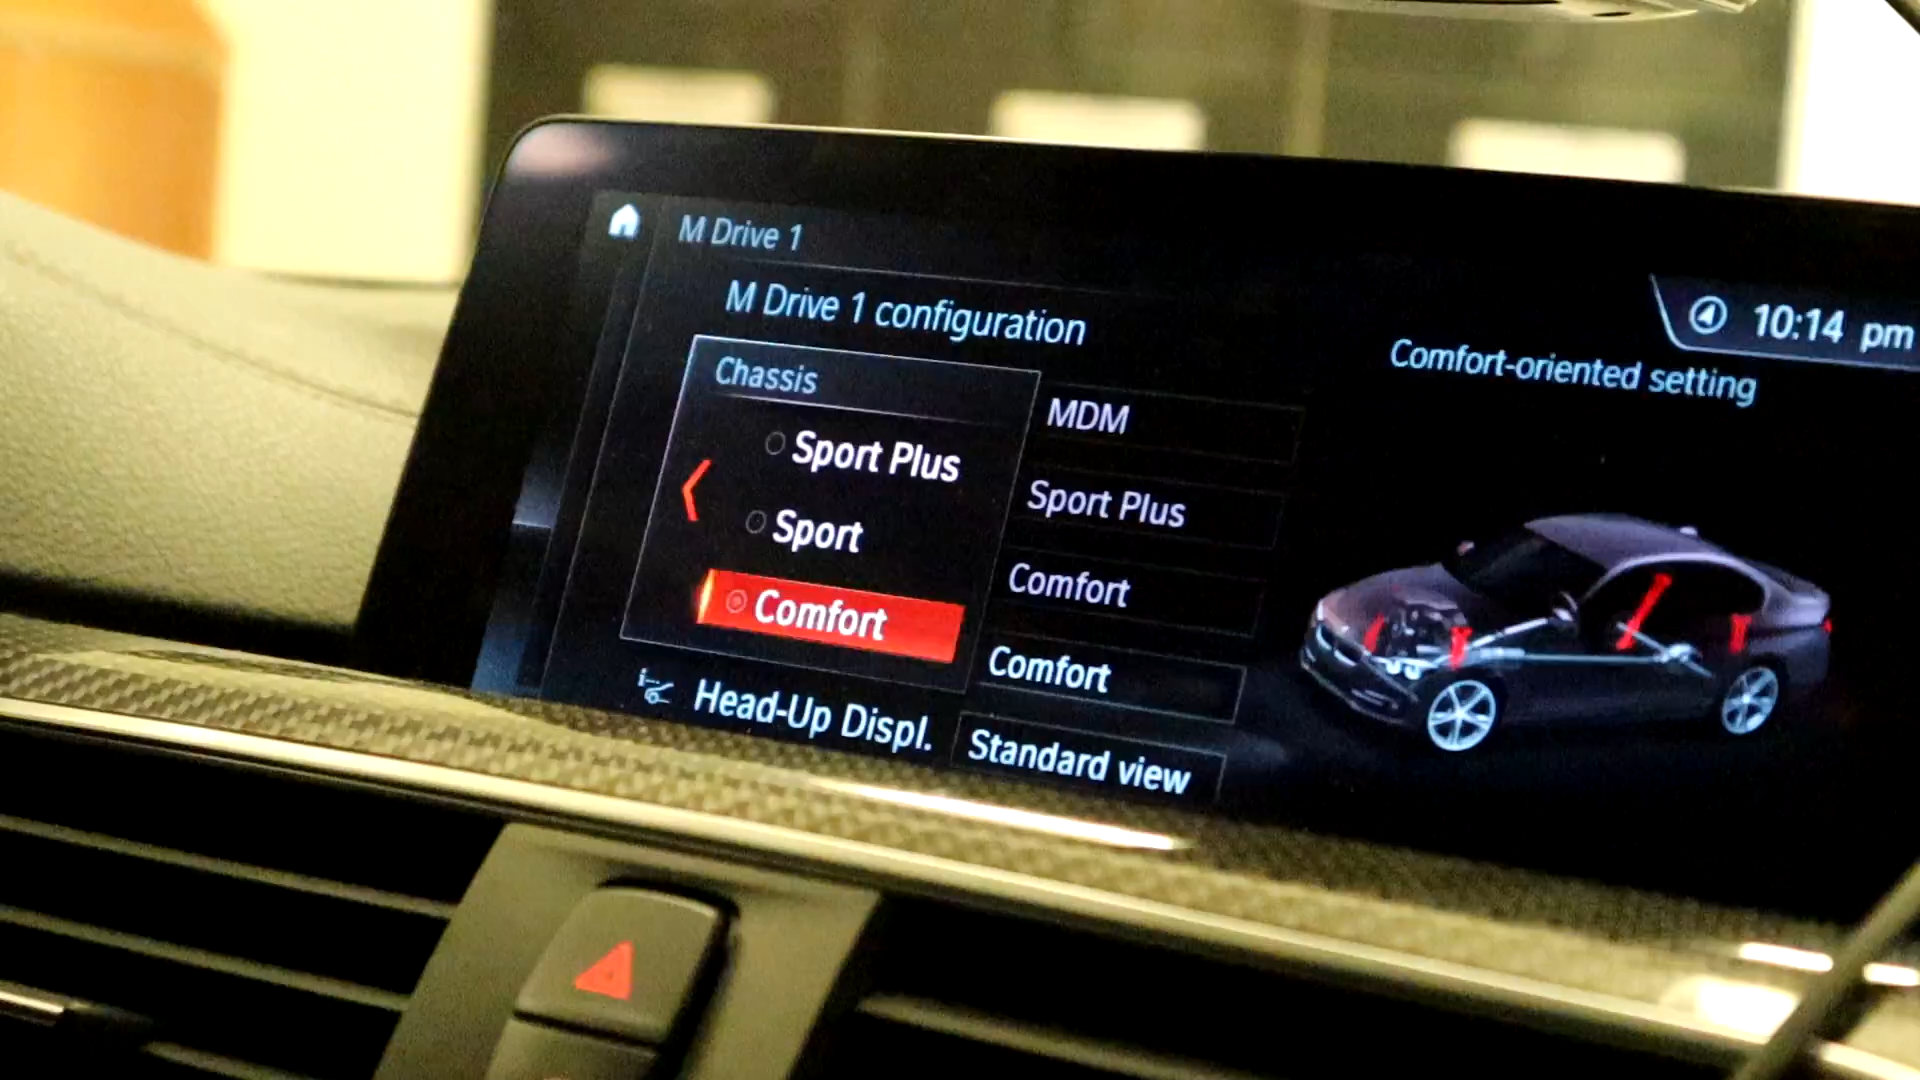 M Drive 1
10:14 pm
M Drive 1 configuration
Comfort-oriented setting
Chassis
Sport Plus
Sport
Comfort
MDM
Sport Plus
Comfort
Comfort
Head-Up Displ.
Standard view